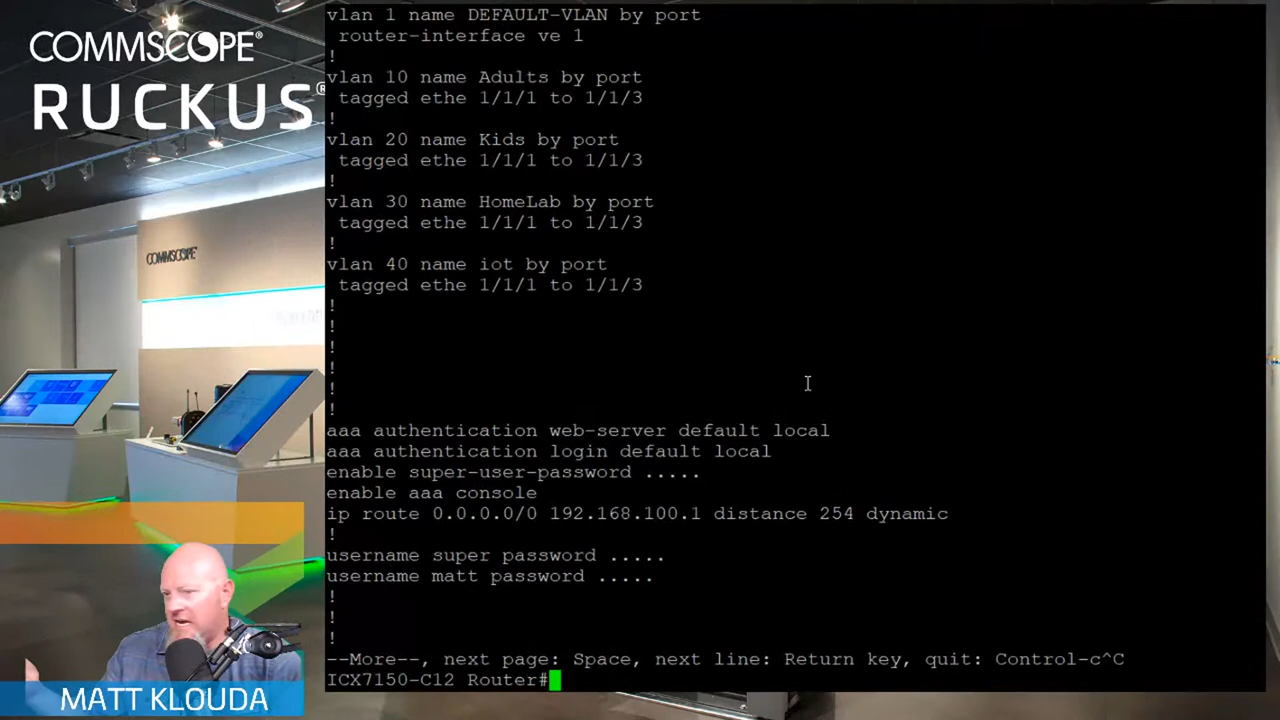 COMMSCOPE®
RUCKUS®
COMMSCOPE
MATT KLOUDA
vlan 1 name DEFAULT-VLAN by port
router-interface ve 1
!
vlan 10 name Adults by port
tagged ethe 1/1/1 to 1/1/3
!
vlan 20 name Kids by port
tagged ethe 1/1/1 to 1/1/3
!
vlan 30 name HomeLab by port
tagged ethe 1/1/1 to 1/1/3
!
vlan 40 name iot by port
tagged ethe 1/1/1 to 1/1/3
!
!
!
!
!
!
aaa authentication web-server default local
aaa authentication login default local
enable super-user-password .....
enable aaa console
ip route 0.0.0.0/0 192.168.100.1 distance 254 dynamic
!
username super password .....
username matt password .....
!
!
!
--More--, next page: Space, next line: Return key, quit: Control-c^C
ICX7150-C12 Router#